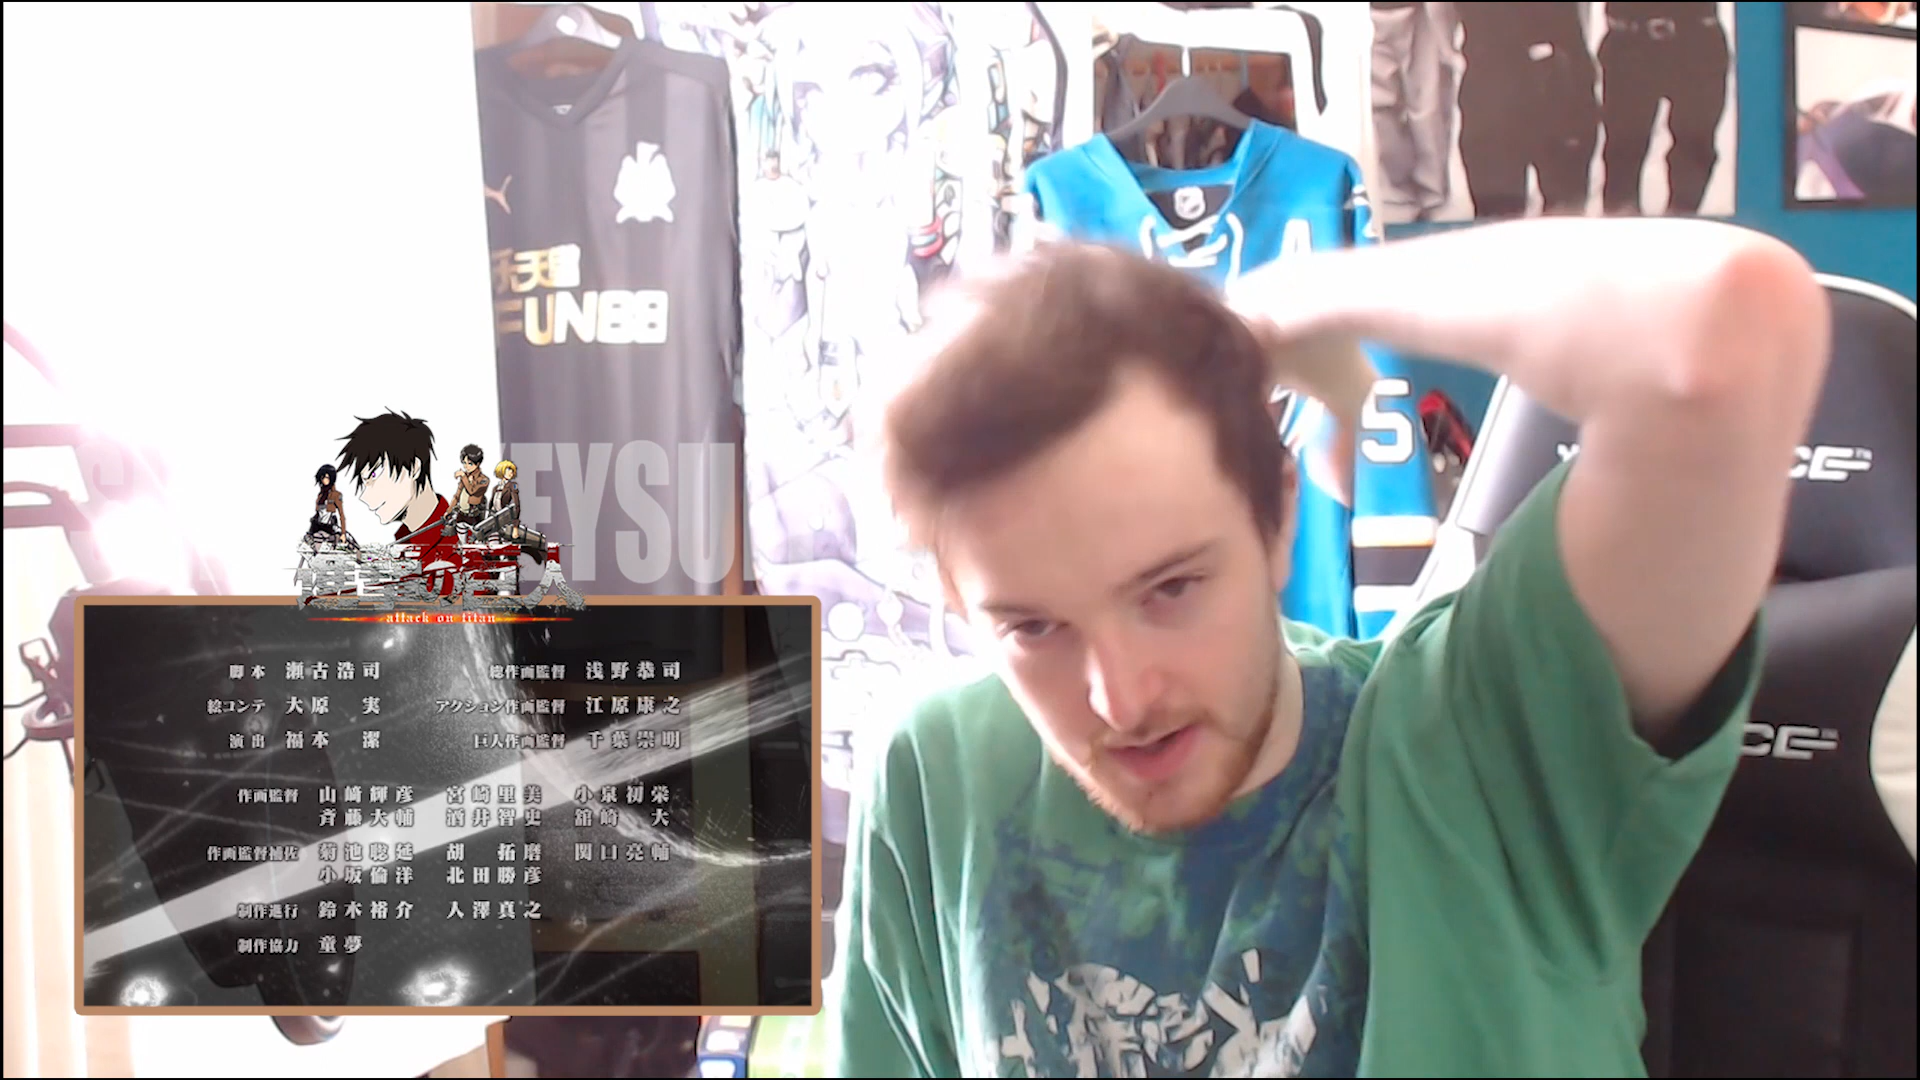 FUN88
EYSU
5
CE
CE
進撃の巨人
attack on titan
脚本 瀬古浩司 総作画監督 浅野恭司
絵コンテ 大原 実 アクション作画監督 江原康之
演出 福本 潔 巨人作画監督 千葉崇明
作画監督 山﨑輝彦 宮崎里美 小泉初栄
斉藤大輔 酒井智史 舘崎 大
作画監督補佐 菊池聡延 胡 拓磨 関口亮輔
小坂倫洋 北田勝彦
制作進行 鈴木裕介 入澤真之
制作協力 童夢